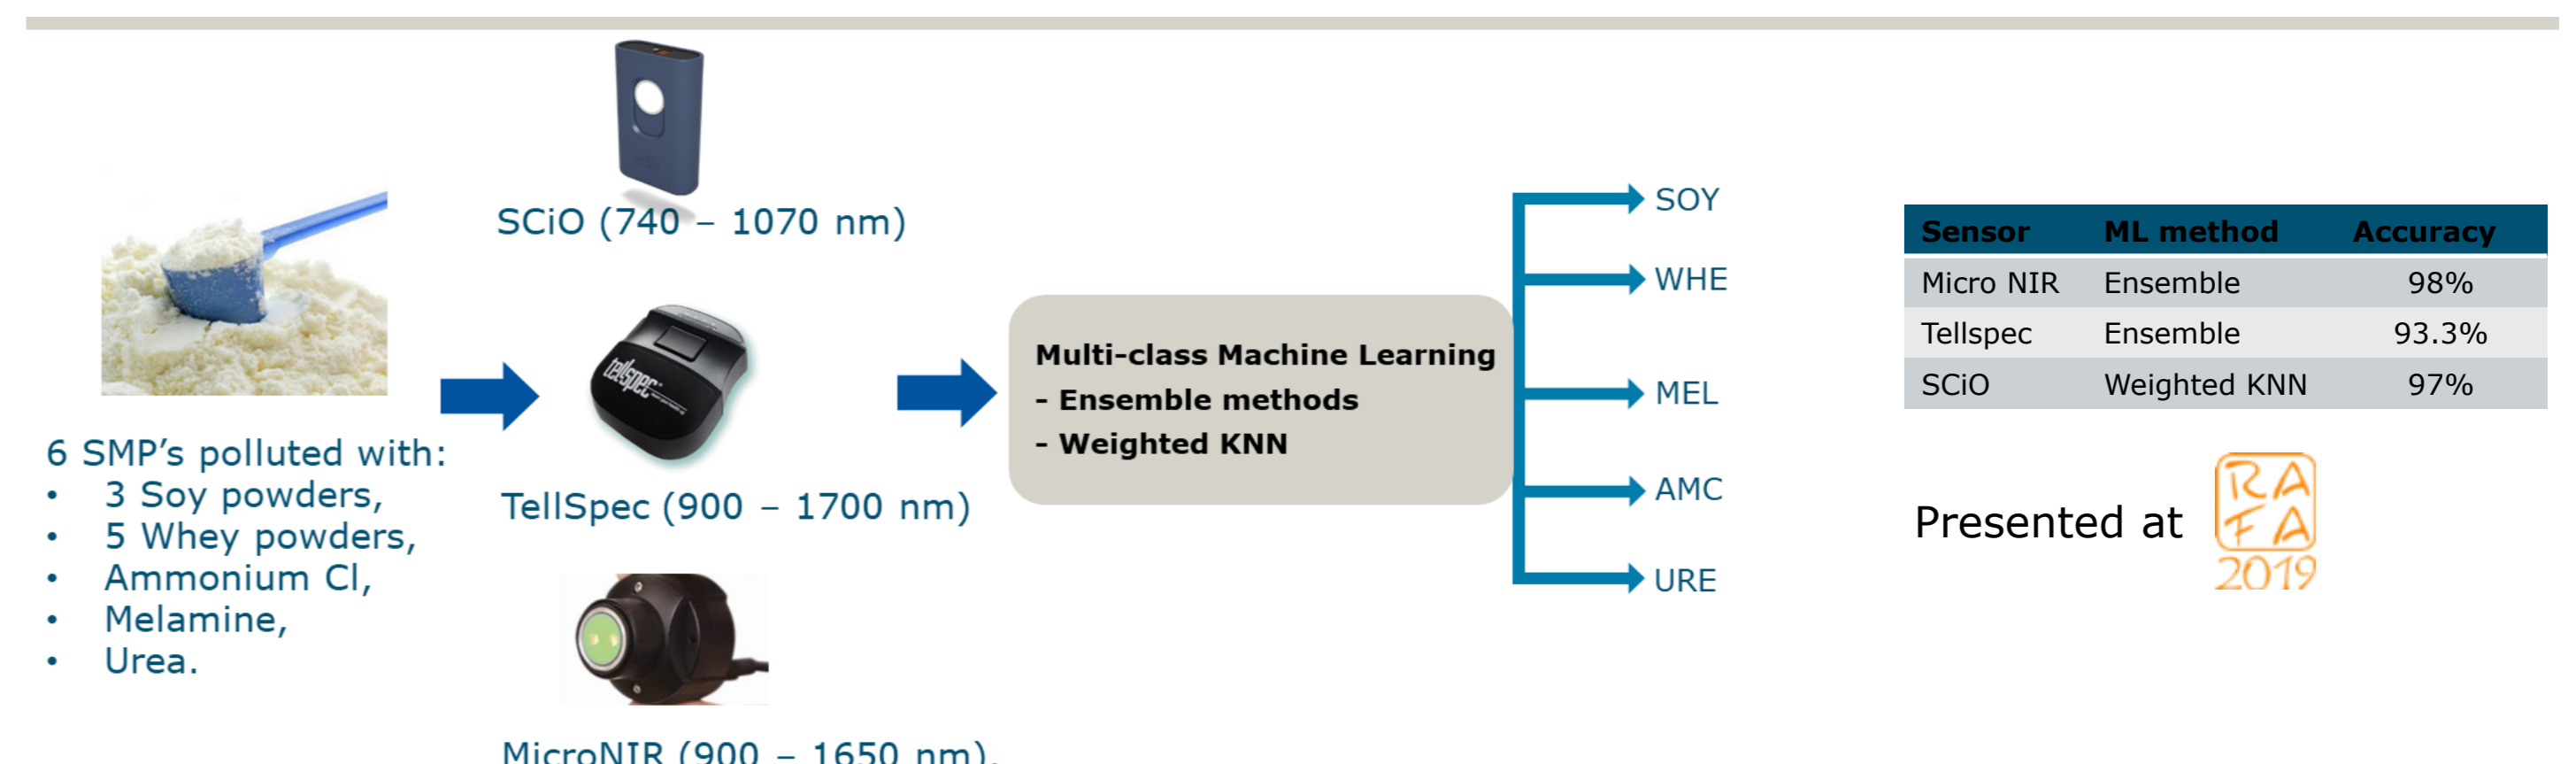 SCiO (740 – 1070 nm)
6 SMP's polluted with:
• 3 Soy powders,
• 5 Whey powders,
• Ammonium Cl,
• Melamine,
• Urea.
tellspec
TellSpec (900 – 1700 nm)
MicroNIR (900 – 1650 nm).
Multi-class Machine Learning
- Ensemble methods
- Weighted KNN
SOY
WHE
MEL
AMC
URE
Sensor ML method Accuracy
Micro NIR Ensemble 98%
Tellspec Ensemble 93.3%
SCiO Weighted KNN 97%
Presented at
RA
FA
2019